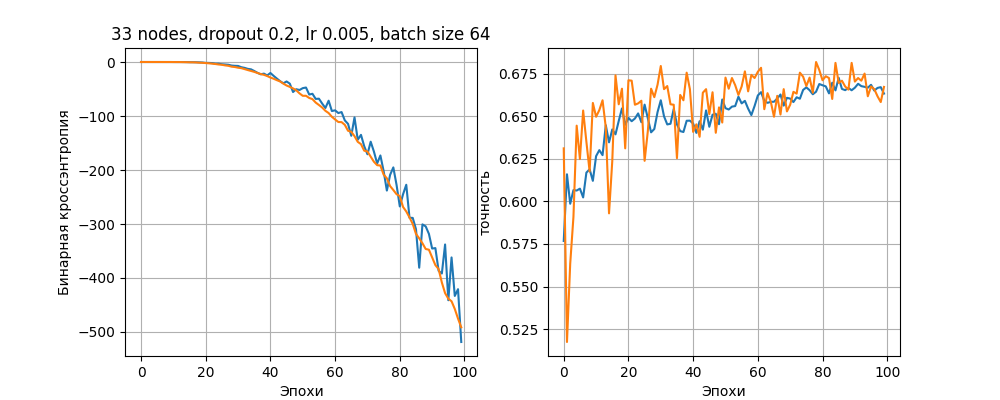 33 nodes, dropout 0.2, lr 0.005, batch size 64
Бинарная кроссэнтропия
0
−100
−200
−300
−400
−500
0 20 40 60 80 100
Эпохи
точность
0.675
0.650
0.625
0.600
0.575
0.550
0.525
0 20 40 60 80 100
Эпохи